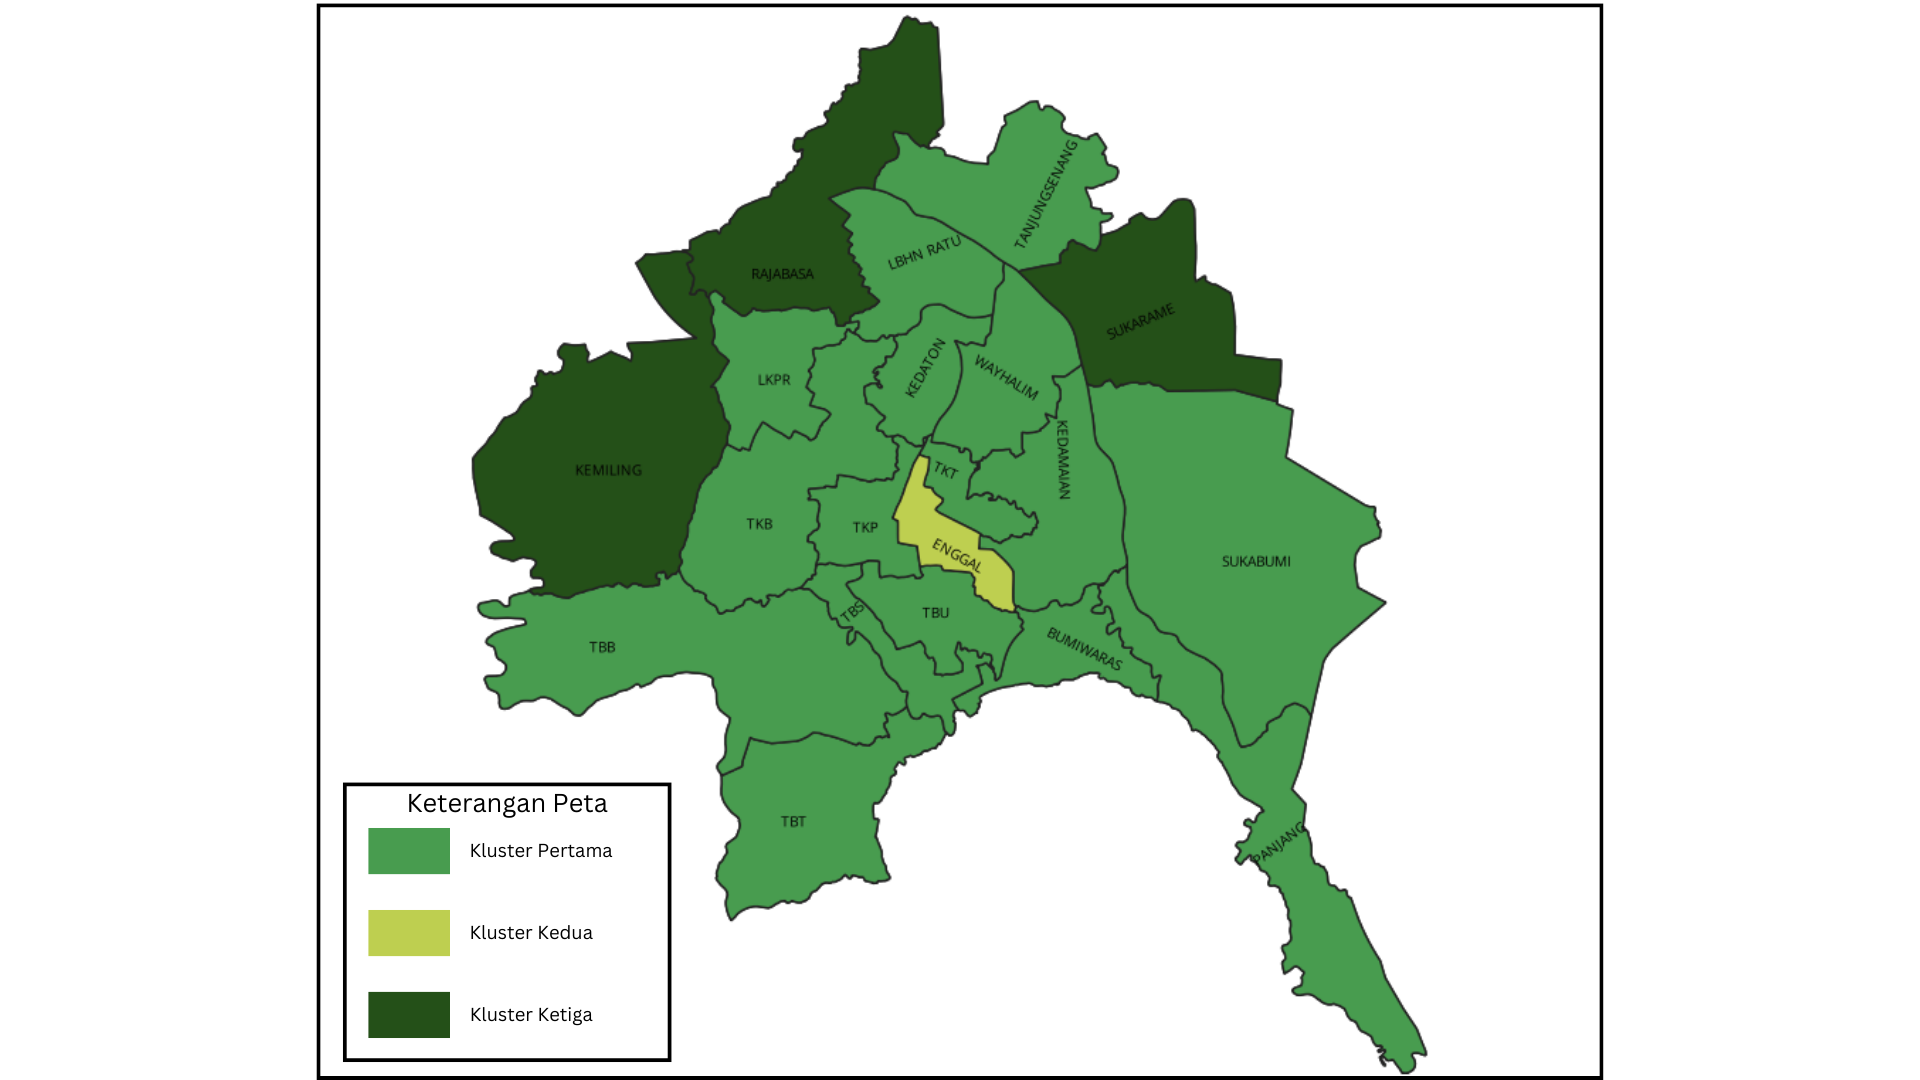 TANJUNGSENANG
LBHN RATU
RAJABASA
SUKARAME
KEDATON
WAYHALIM
LKPR
KEDAMAIAN
KEMILING
TKT
TKB
TKP
ENGGAL
SUKABUMI
TBS
TBU
BUMIWARAS
TBB
TBT
PANJANG
Keterangan Peta
Kluster Pertama
Kluster Kedua
Kluster Ketiga